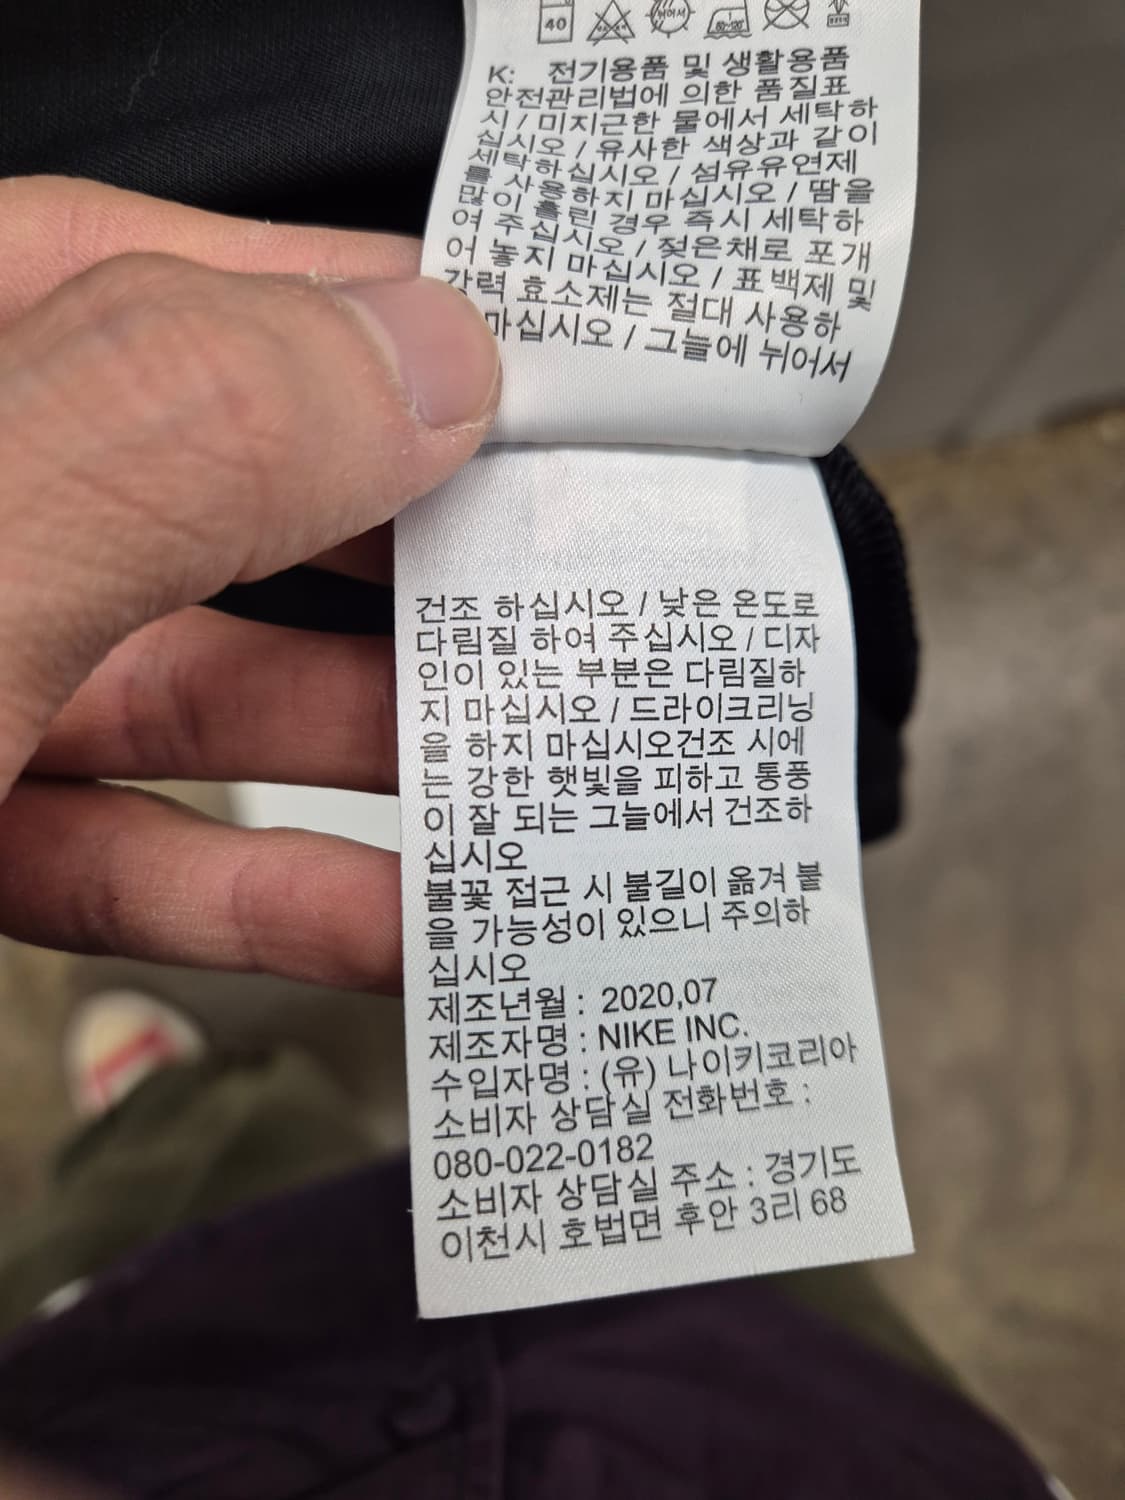 40
뉘어서
80~120
K: 전기용품 및 생활용품
안전관리법에 의한 품질표
시 / 미지근한 물에서 세탁하
십시오 / 유사한 색상과 같이
세탁하십시오 / 섬유유연제
를 사용하지 마십시오 / 땀을
많이 흘린 경우 즉시 세탁하
여 주십시오 / 젖은채로 포개
어 놓지 마십시오 / 표백제 및
강력 효소제는 절대 사용하
마십시오 / 그늘에 뉘어서
건조 하십시오 / 낮은 온도로
다림질 하여 주십시오 / 디자
인이 있는 부분은 다림질하
지 마십시오 / 드라이크리닝
을 하지 마십시오건조 시에
는 강한 햇빛을 피하고 통풍
이 잘 되는 그늘에서 건조하
십시오
불꽃 접근 시 불길이 옮겨 붙
을 가능성이 있으니 주의하
십시오
제조년월 : 2020,07
제조자명 : NIKE INC.
수입자명 : (유) 나이키코리아
소비자 상담실 전화번호 :
080-022-0182
소비자 상담실 주소 : 경기도
이천시 호법면 후안 3리 68